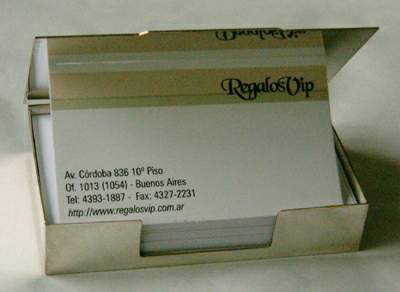 RegalosVip
Av. Córdoba 836 10º Piso
Of. 1013 (1054) - Buenos Aires
Tel: 4393-1887 - Fax: 4327-2231
http://www.regalosvip.com.ar